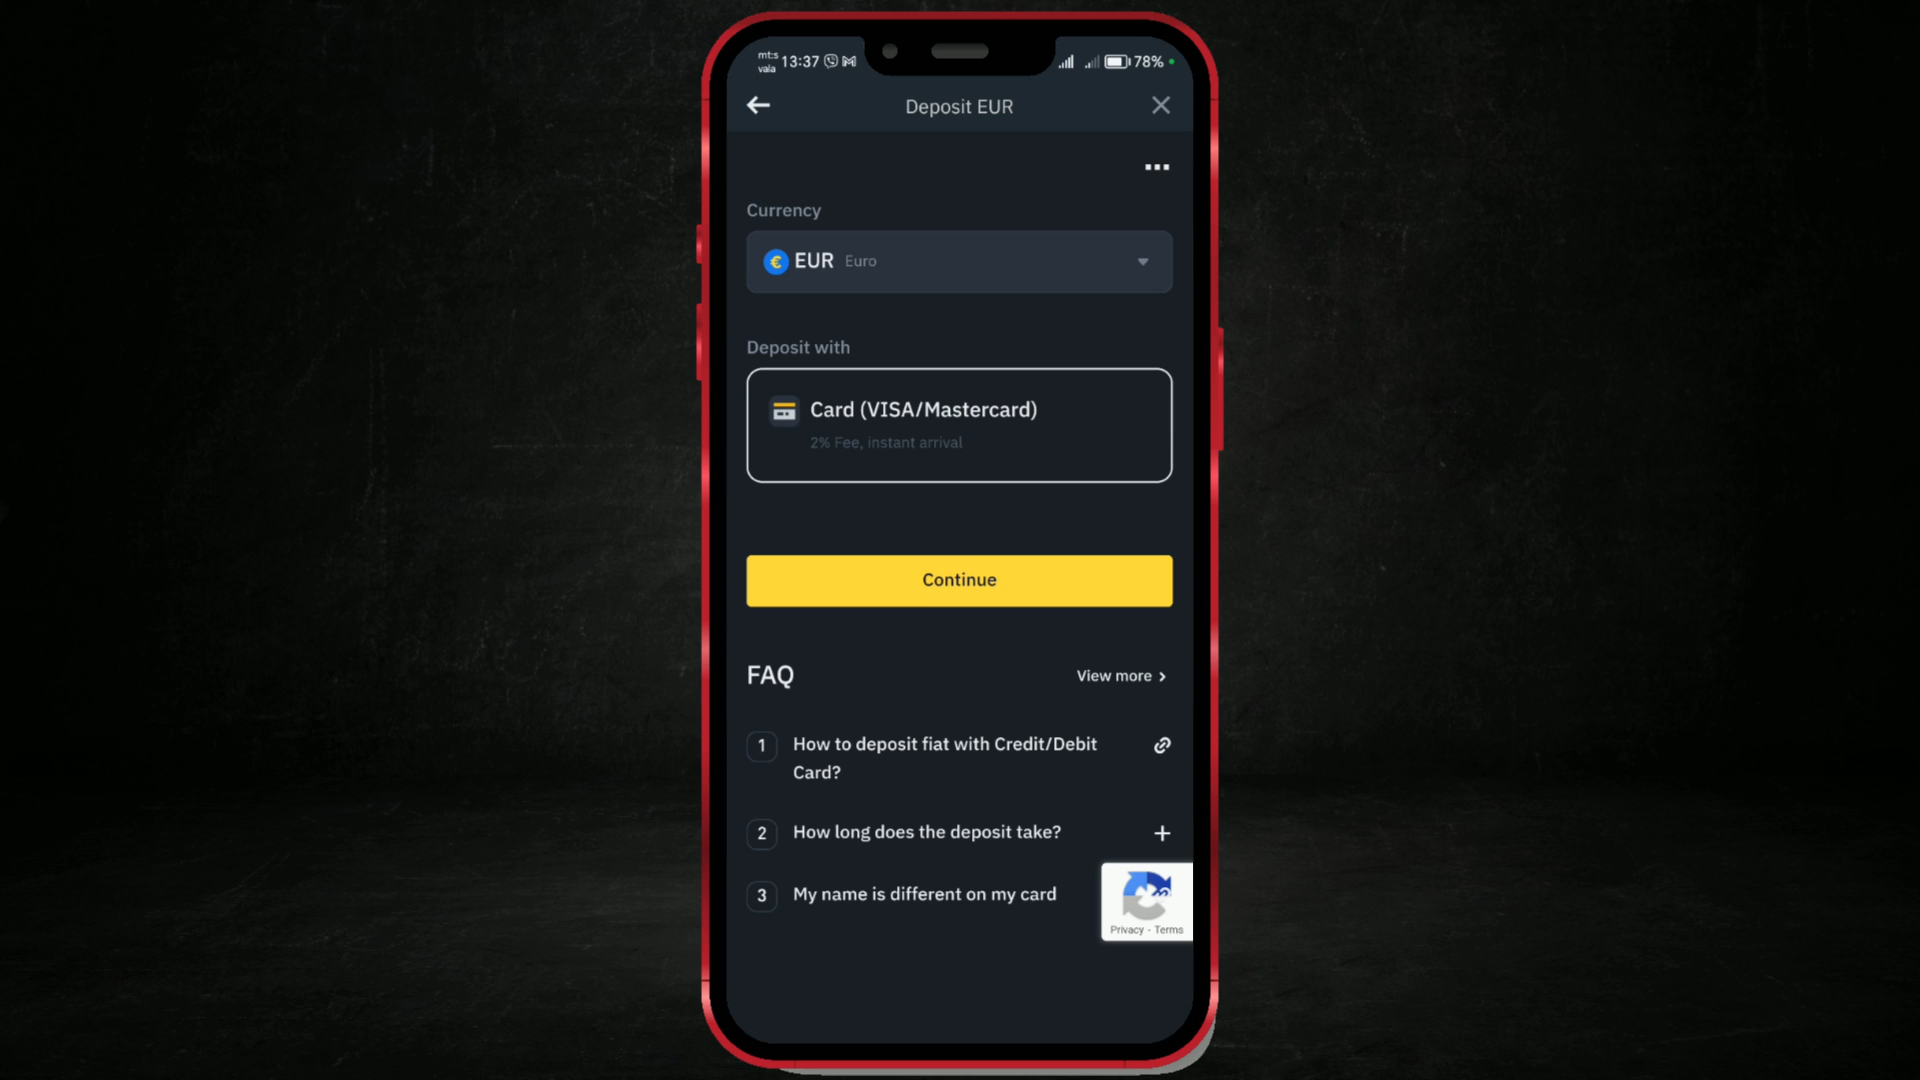 mt:s
vala
13:37
78%
Deposit EUR
Currency
EUR Euro
Deposit with
Card (VISA/Mastercard)
2% Fee, instant arrival
Continue
FAQ
View more
1 How to deposit fiat with Credit/Debit
Card?
2 How long does the deposit take?
3 My name is different on my card
Privacy - Terms